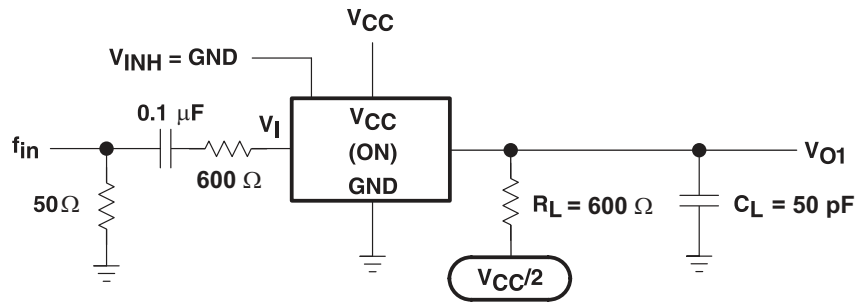 VCC
VINH = GND
0.1 μF
fin
VI
VCC
(ON)
GND
VO1
600 Ω
50Ω
RL = 600 Ω
CL = 50 pF
VCC/2